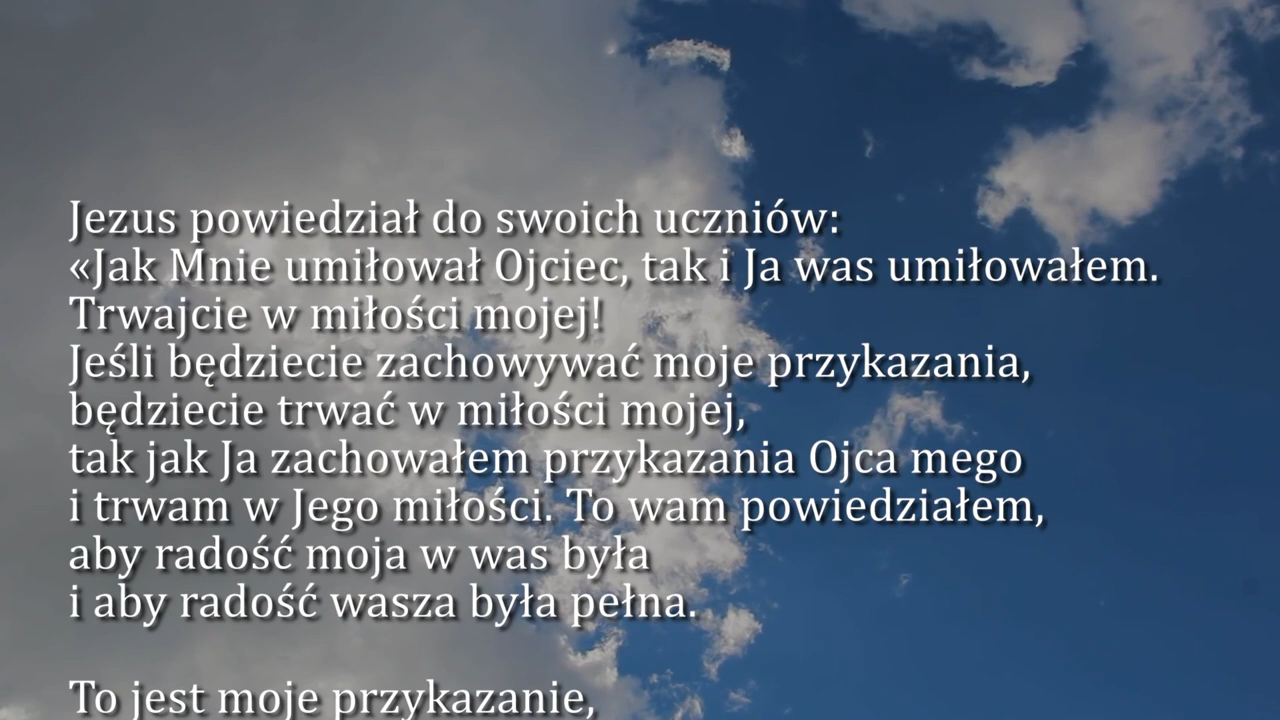 Jezus powiedział do swoich uczniów:
«Jak Mnie umiłował Ojciec, tak i Ja was umiłowałem.
Trwajcie w miłości mojej!
Jeśli będziecie zachowywać moje przykazania,
będziecie trwać w miłości mojej,
tak jak Ja zachowałem przykazania Ojca mego
i trwam w Jego miłości. To wam powiedziałem,
aby radość moja w was była
i aby radość wasza była pełna.
To jest moje przykazanie,